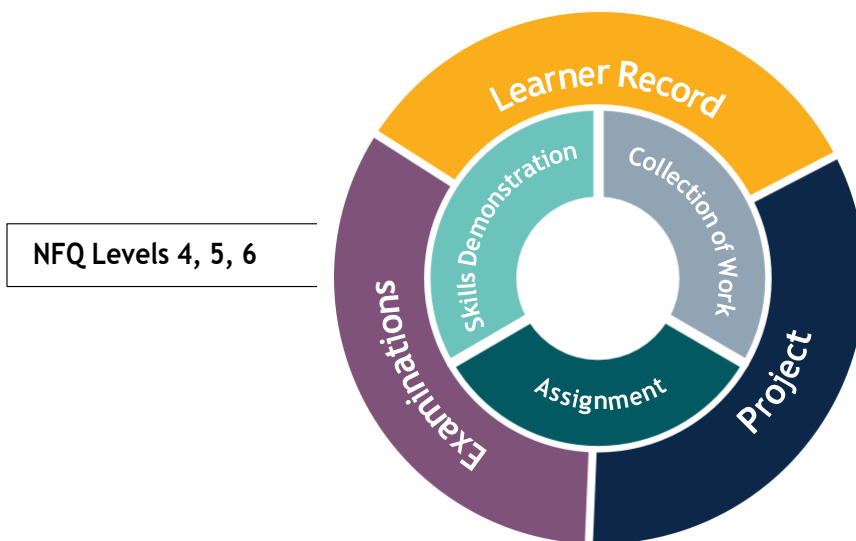 Learner Record
Skills Demonstration
Collection of Work
NFQ Levels 4, 5, 6
Examinations
Project
Assignment